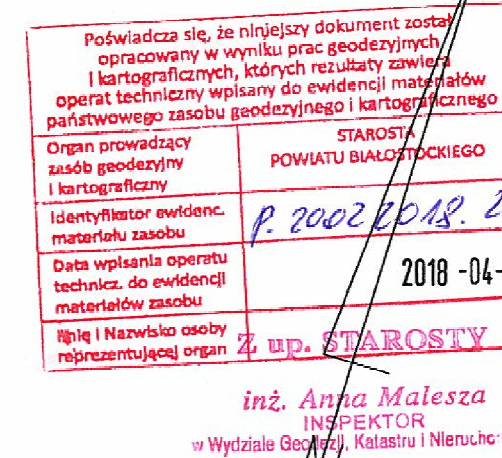 Poświadcza się, że niniejszy dokument został
opracowany w wyniku prac geodezyjnych
i kartograficznych, których rezultaty zawiera
operat techniczny wpisany do ewidencji materiałów
państwowego zasobu geodezyjnego i kartograficznego
Organ prowadzący
zasób geodezyjny
i kartograficzny
STAROSTA
POWIATU BIAŁOSTOCKIEGO
Identyfikator ewidenc.
materiału zasobu
P. 2002 2018. 2
Data wpisania operatu
technicz. do ewidencji
materiałów zasobu
2018 -04-
Imię i Nazwisko osoby
reprezentującej organ
Z up. STAROSTY
inż. Anna Malesza
INSPEKTOR
w Wydziale Geodezji, Katastru i Nierucho